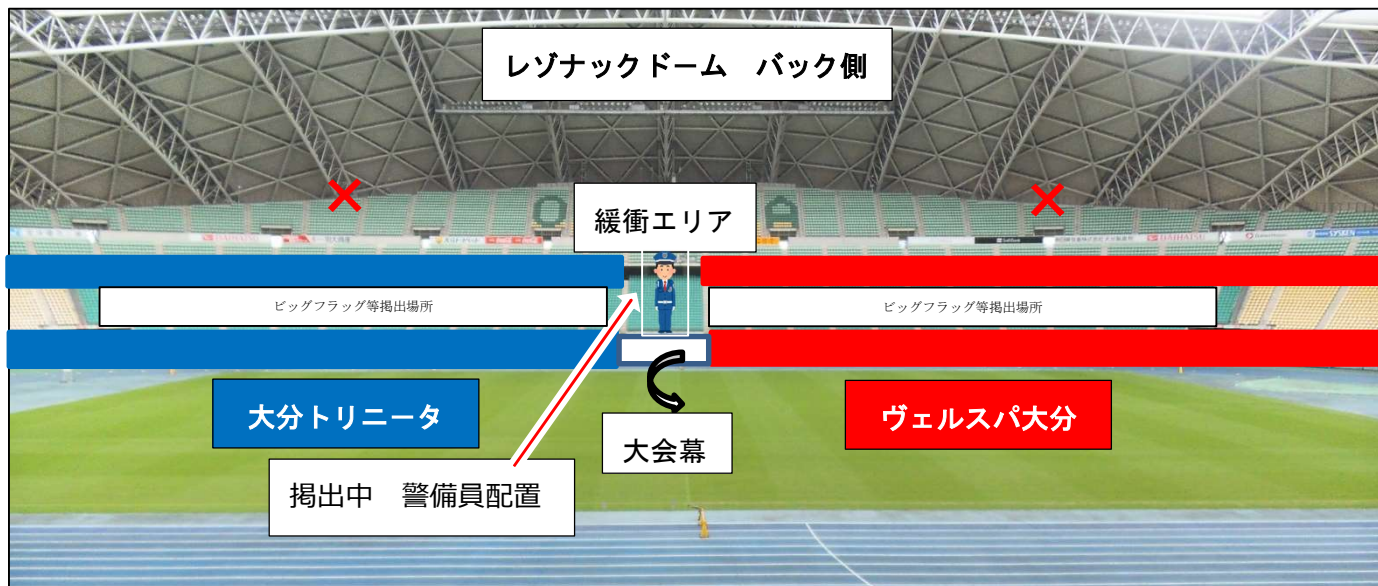 レゾナックドーム　バック側
緩衝エリア
ビッグフラッグ等掲出場所
ビッグフラッグ等掲出場所
大分トリニータ
ヴェルスパ大分
大会幕
掲出中　警備員配置